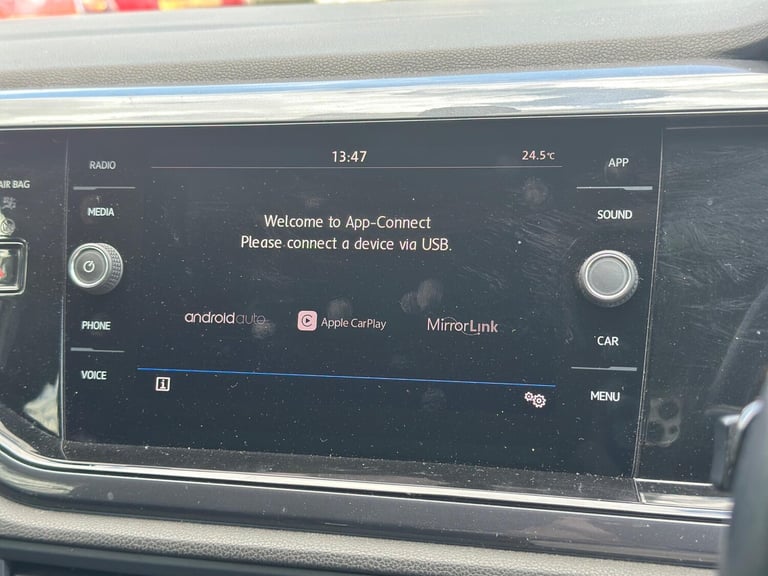 13:47
24.5°C
RADIO
MEDIA
AIR BAG
PHONE
VOICE
Welcome to App-Connect
Please connect a device via USB.
androidauto
Apple CarPlay
MirrorLink
i
APP
SOUND
CAR
MENU